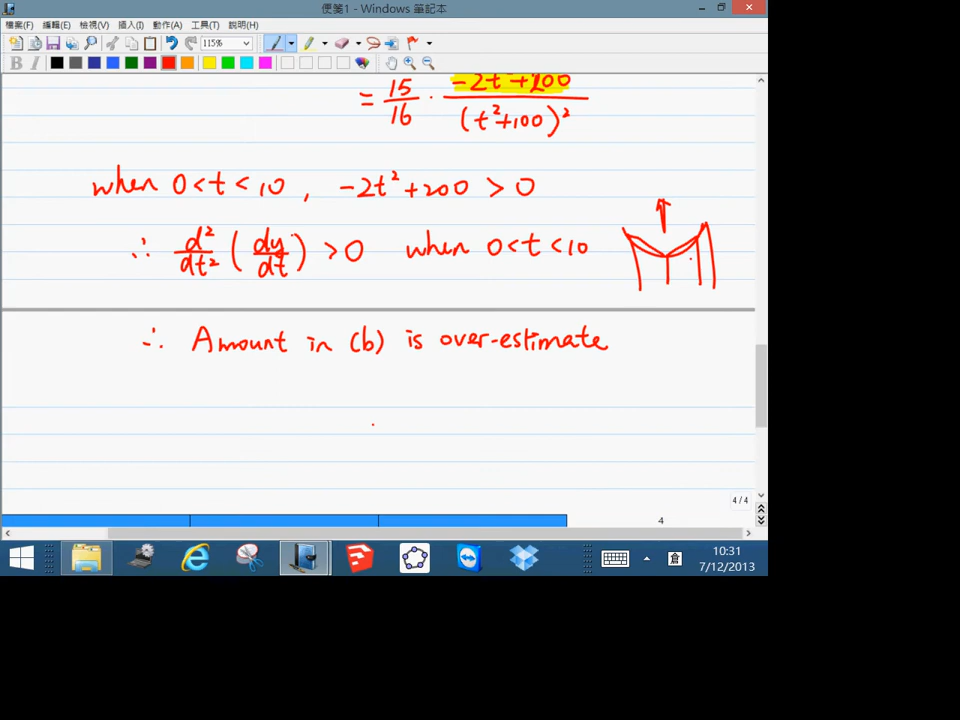 便箋1 - Windows 筆記本
檔案(F) 編輯(E) 檢視(V) 插入(I) 動作(A) 工具(T) 說明(H)
115%
B I
= 15/16 · (-2t²+200)/(t²+100)²
when 0<t<10, -2t²+200 > 0
∴ d²/dt² (dy/dt) > 0 when 0<t<10
∴ Amount in (b) is over-estimate
4 / 4
4
倉
10:31
7/12/2013